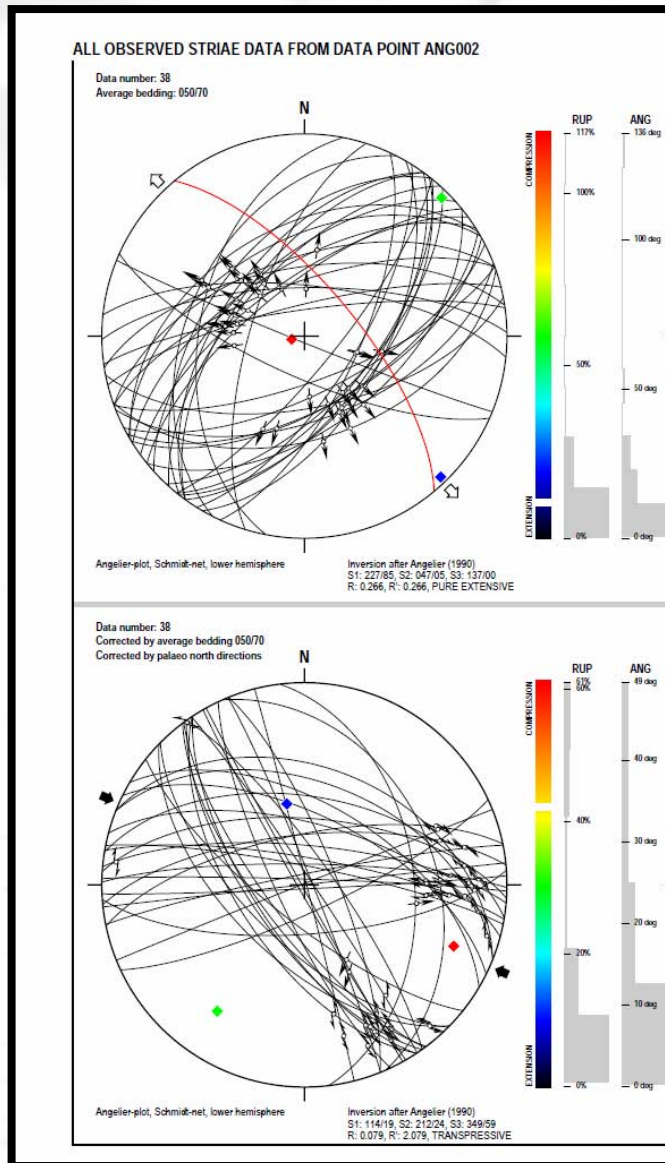 ALL OBSERVED STRIAE DATA FROM DATA POINT ANG002
Data number: 38
Average bedding: 050/70
N
RUP
ANG
COMPRESSION
117%
136 deg
100%
100 deg
50%
50 deg
EXTENSION
0%
0 deg
Angelier-plot, Schmidt-net, lower hemisphere
Inversion after Angelier (1990)
S1: 227/85, S2: 047/05, S3: 137/00
R: 0.266, R': 0.266, PURE EXTENSIVE
Data number: 38
Corrected by average bedding 050/70
Corrected by palaeo north directions
N
RUP
ANG
COMPRESSION
61%
49 deg
60%
40 deg
40%
30 deg
20 deg
20%
10 deg
EXTENSION
0%
0 deg
Angelier-plot, Schmidt-net, lower hemisphere
Inversion after Angelier (1990)
S1: 114/19, S2: 212/24, S3: 349/59
R: 0.079, R': 2.079, TRANSPRESSIVE